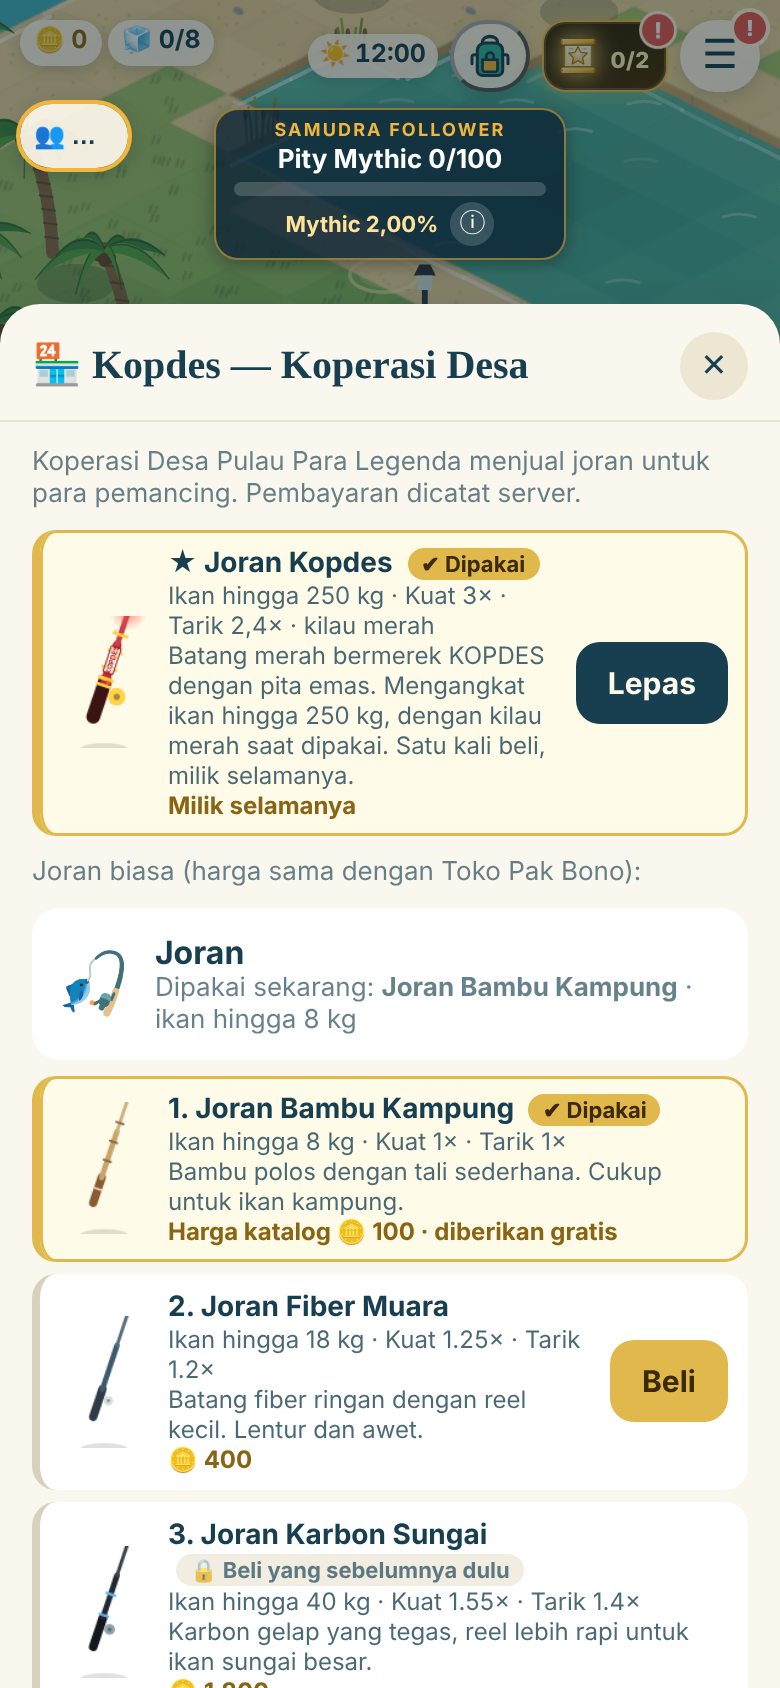 0
0/8
12:00
!
0/2
!
...
SAMUDRA FOLLOWER
Pity Mythic 0/100
Mythic 2,00% ⓘ
24
Kopdes — Koperasi Desa
×
Koperasi Desa Pulau Para Legenda menjual joran untuk
para pemancing. Pembayaran dicatat server.
★ Joran Kopdes ✔ Dipakai
Ikan hingga 250 kg · Kuat 3× ·
Tarik 2,4× · kilau merah
Batang merah bermerek KOPDES
dengan pita emas. Mengangkat
ikan hingga 250 kg, dengan kilau
merah saat dipakai. Satu kali beli,
milik selamanya.
Milik selamanya
KOPDES
Lepas
Joran biasa (harga sama dengan Toko Pak Bono):
Joran
Dipakai sekarang: Joran Bambu Kampung ·
ikan hingga 8 kg
1. Joran Bambu Kampung ✔ Dipakai
Ikan hingga 8 kg · Kuat 1× · Tarik 1×
Bambu polos dengan tali sederhana. Cukup
untuk ikan kampung.
Harga katalog 🪙 100 · diberikan gratis
2. Joran Fiber Muara
Ikan hingga 18 kg · Kuat 1.25× · Tarik
1.2×
Batang fiber ringan dengan reel
kecil. Lentur dan awet.
🪙 400
Beli
3. Joran Karbon Sungai
🔒 Beli yang sebelumnya dulu
Ikan hingga 40 kg · Kuat 1.55× · Tarik 1.4×
Karbon gelap yang tegas, reel lebih rapi untuk
ikan sungai besar.
🪙 1.800